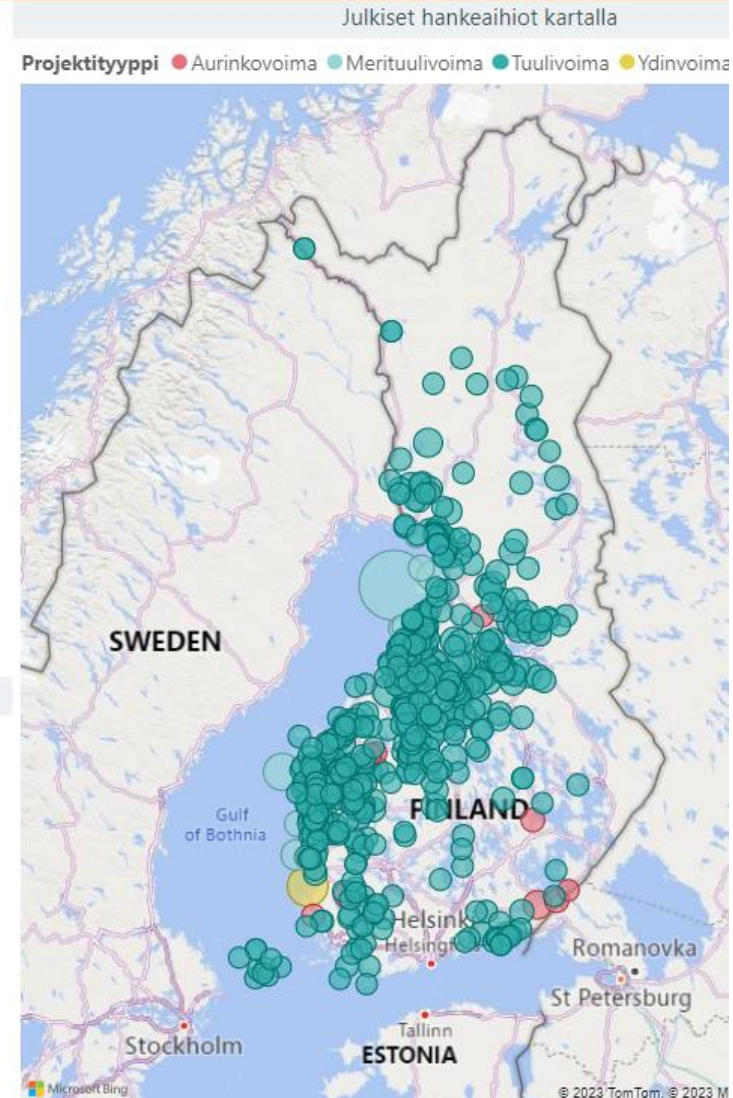 Julkiset hankeaihiot kartalla
Projektityyppi Aurinkovoima Merituulivoima Tuulivoima Ydinvoima
SWEDEN
Gulf
of Bothnia
FINLAND
Helsinki
Romanovka
St Petersburg
Tallinn
Stockholm
ESTONIA
Microsoft Bing
© 2023 TomTom, © 2023 M